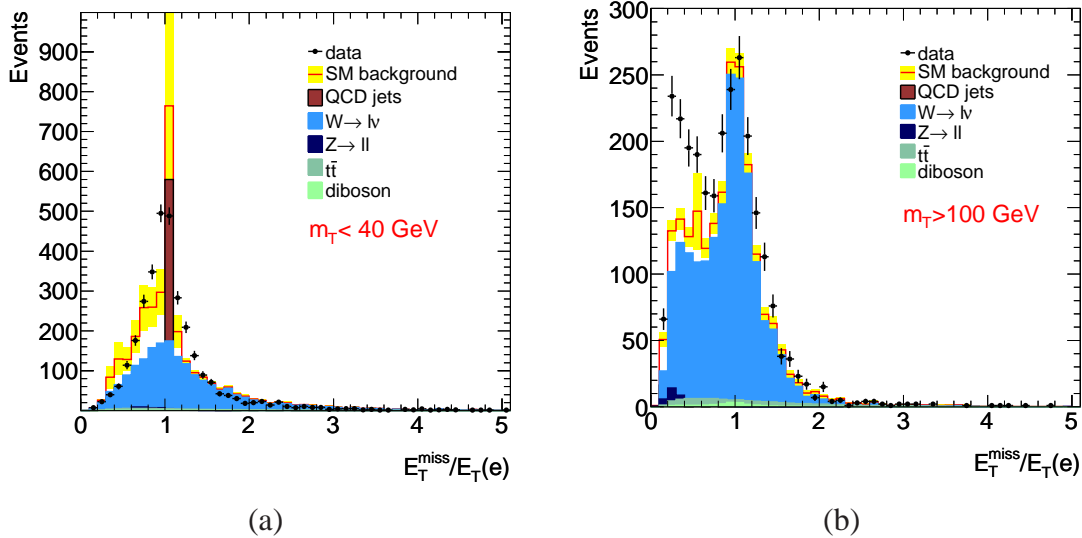 Events
900
800
700
600
500
400
300
200
100
data
SM background
QCD jets
W→ lν
Z→ ll
tt̄
diboson
m_T< 40 GeV
0 1 2 3 4 5
E_T^miss/E_T(e)
(a)
Events
300
250
200
150
100
50
0
data
SM background
QCD jets
W→ lν
Z→ ll
tt̄
diboson
m_T>100 GeV
0 1 2 3 4 5
E_T^miss/E_T(e)
(b)